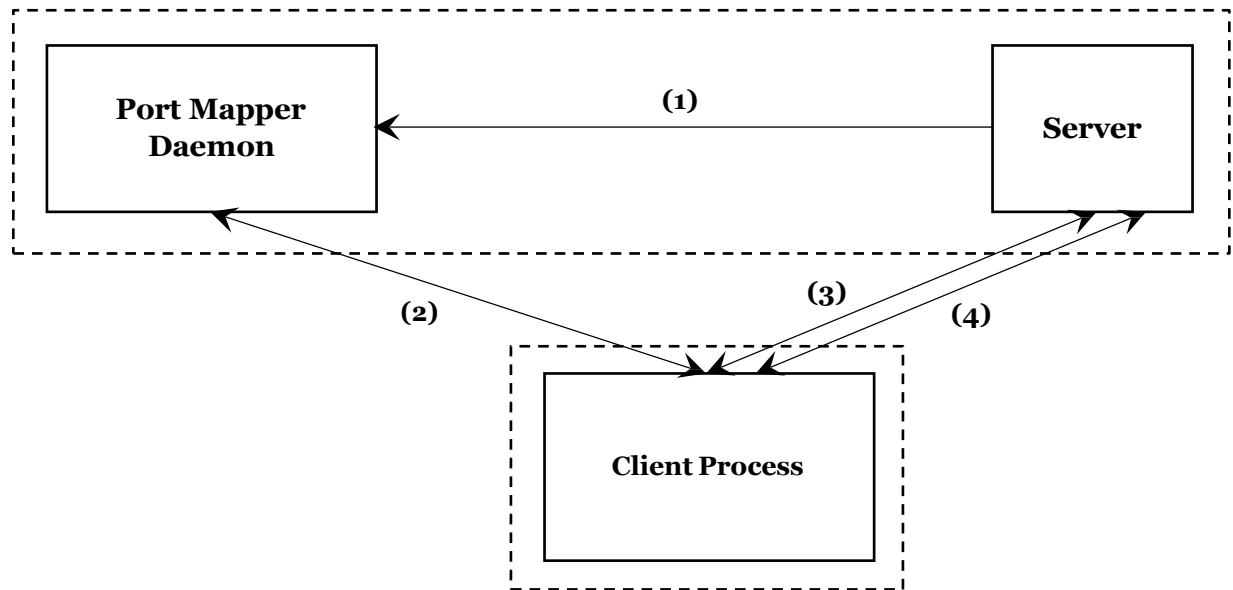 Port Mapper
Daemon
(1)
Server
(2)
(3)
(4)
Client Process